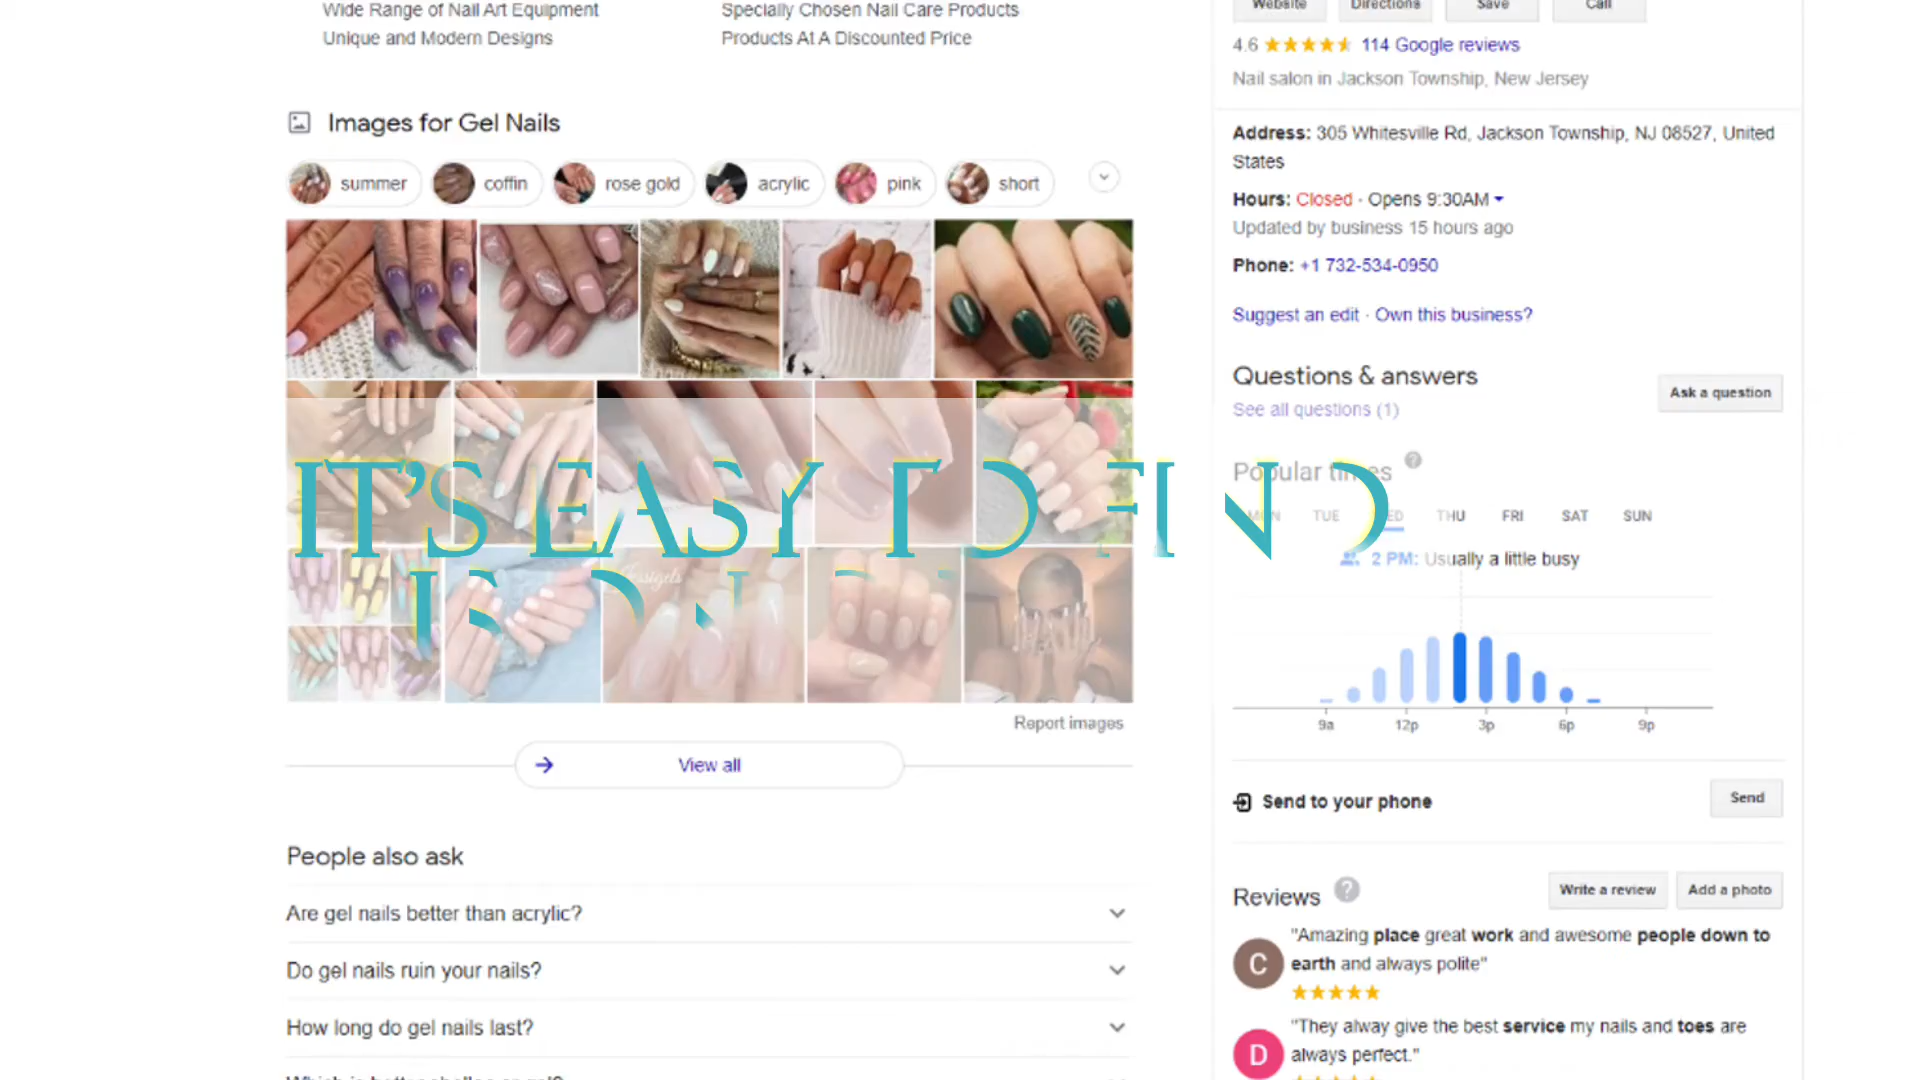 Wide Range of Nail Art Equipment
Unique and Modern Designs
Specially Chosen Nail Care Products
Products At A Discounted Price
Images for Gel Nails
summer
coffin
rose gold
acrylic
pink
short
IT'S EASY TO FIND
Report images
View all
People also ask
Are gel nails better than acrylic?
Do gel nails ruin your nails?
How long do gel nails last?
Website
Directions
Save
Call
4.6 114 Google reviews
Nail salon in Jackson Township, New Jersey
Address: 305 Whitesville Rd, Jackson Township, NJ 08527, United
States
Hours: Closed · Opens 9:30AM
Updated by business 15 hours ago
Phone: +1 732-534-0950
Suggest an edit · Own this business?
Questions & answers
See all questions (1)
Ask a question
Popular times
MON TUE WED THU FRI SAT SUN
2 PM: Usually a little busy
9a 12p 3p 6p 9p
Send to your phone
Send
Reviews
Write a review
Add a photo
C
"Amazing place great work and awesome people down to
earth and always polite"
D
"They alway give the best service my nails and toes are
always perfect."